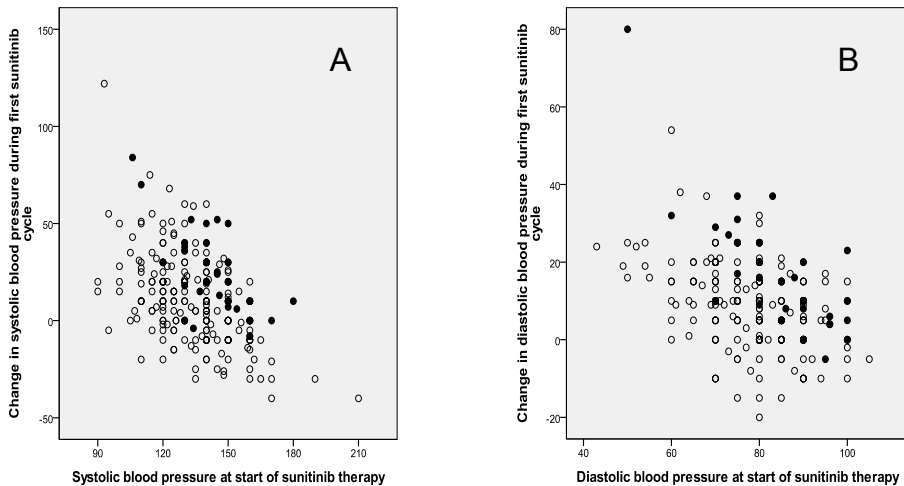 A
150
100
50
0
-50
90
120
150
180
210
Change in systolic blood pressure during first sunitinib
cycle
Systolic blood pressure at start of sunitinib therapy
B
80
60
40
20
0
-20
40
60
80
100
Change in diastolic blood pressure during first sunitinib
cycle
Diastolic blood pressure at start of sunitinib therapy